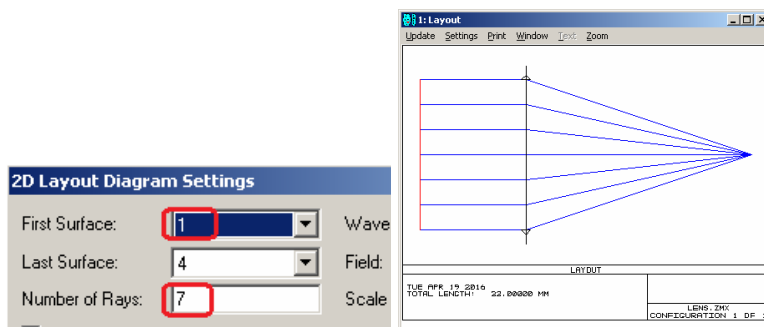 2D Layout Diagram Settings
First Surface: 1 Wave
Last Surface: 4 Field:
Number of Rays: 7 Scale
1: Layout
Update Settings Print Window Text Zoom
LAYOUT
TUE APR 19 2016
TOTAL LENGTH: 22.00000 MM
LENS.ZMX
CONFIGURATION 1 OF